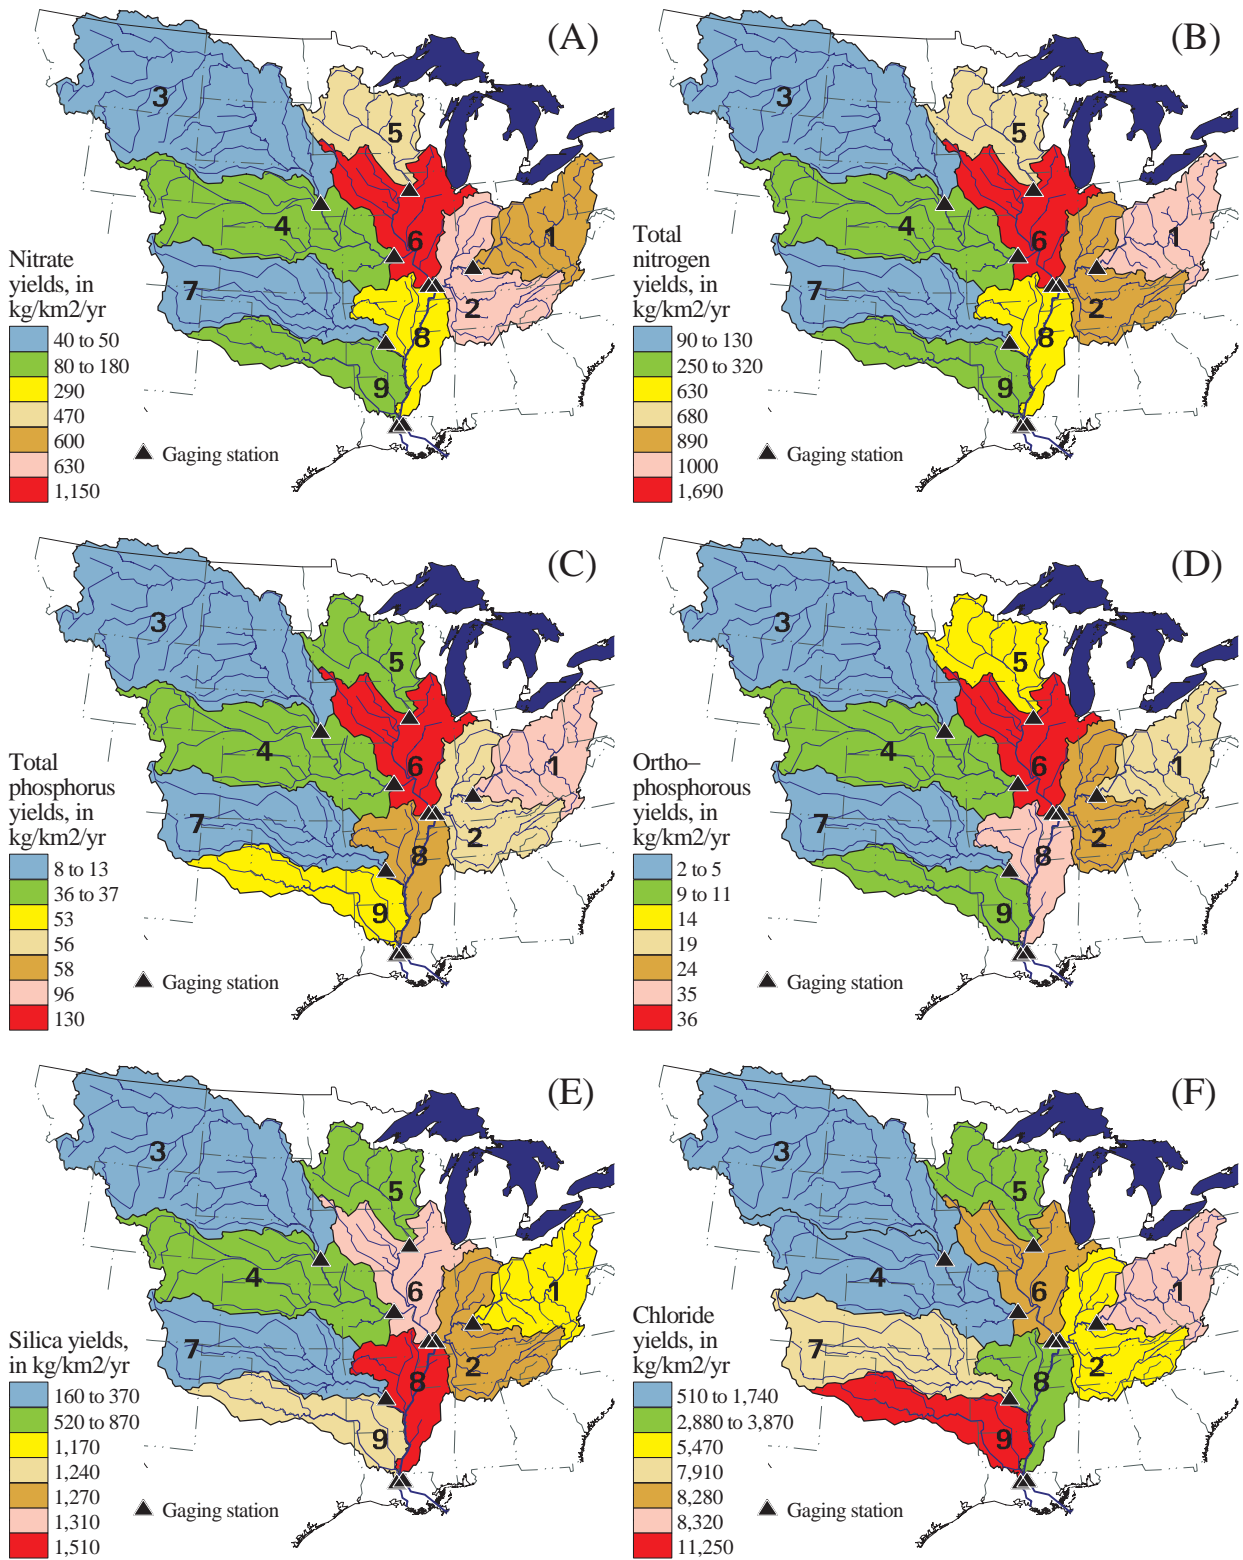 (A)
3
5
4
1
6
7
2
8
9
Nitrate
yields, in
kg/km2/yr
40 to 50
80 to 180
290
470
600
630
1,150
Gaging station
(B)
3
5
4
1
6
7
2
8
9
Total
nitrogen
yields, in
kg/km2/yr
90 to 130
250 to 320
630
680
890
1000
1,690
Gaging station
(C)
3
5
4
1
6
7
2
8
9
Total
phosphorus
yields, in
kg/km2/yr
8 to 13
36 to 37
53
56
58
96
130
Gaging station
(D)
3
5
4
1
6
7
2
8
9
Ortho–
phosphorous
yields, in
kg/km2/yr
2 to 5
9 to 11
14
19
24
35
36
Gaging station
(E)
3
5
4
1
6
7
2
8
9
Silica yields,
in kg/km2/yr
160 to 370
520 to 870
1,170
1,240
1,270
1,310
1,510
Gaging station
(F)
3
5
4
1
6
7
2
8
9
Chloride
yields, in
kg/km2/yr
510 to 1,740
2,880 to 3,870
5,470
7,910
8,280
8,320
11,250
Gaging station